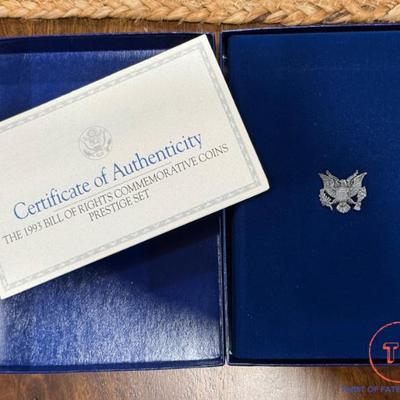 Certificate of Authenticity
THE 1993 BILL OF RIGHTS COMMEMORATIVE COINS
PRESTIGE SET